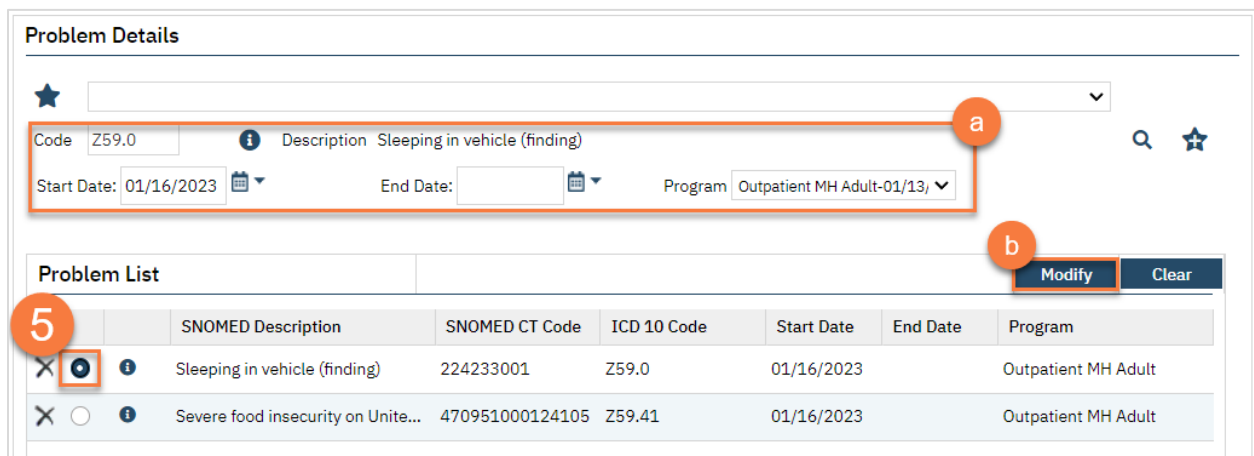 Problem Details
a
Code Z59.0 Description Sleeping in vehicle (finding)
Start Date: 01/16/2023 End Date: Program Outpatient MH Adult-01/13/
b
Problem List Modify Clear
5
SNOMED Description SNOMED CT Code ICD 10 Code Start Date End Date Program
Sleeping in vehicle (finding) 224233001 Z59.0 01/16/2023 Outpatient MH Adult
Severe food insecurity on Unite... 470951000124105 Z59.41 01/16/2023 Outpatient MH Adult